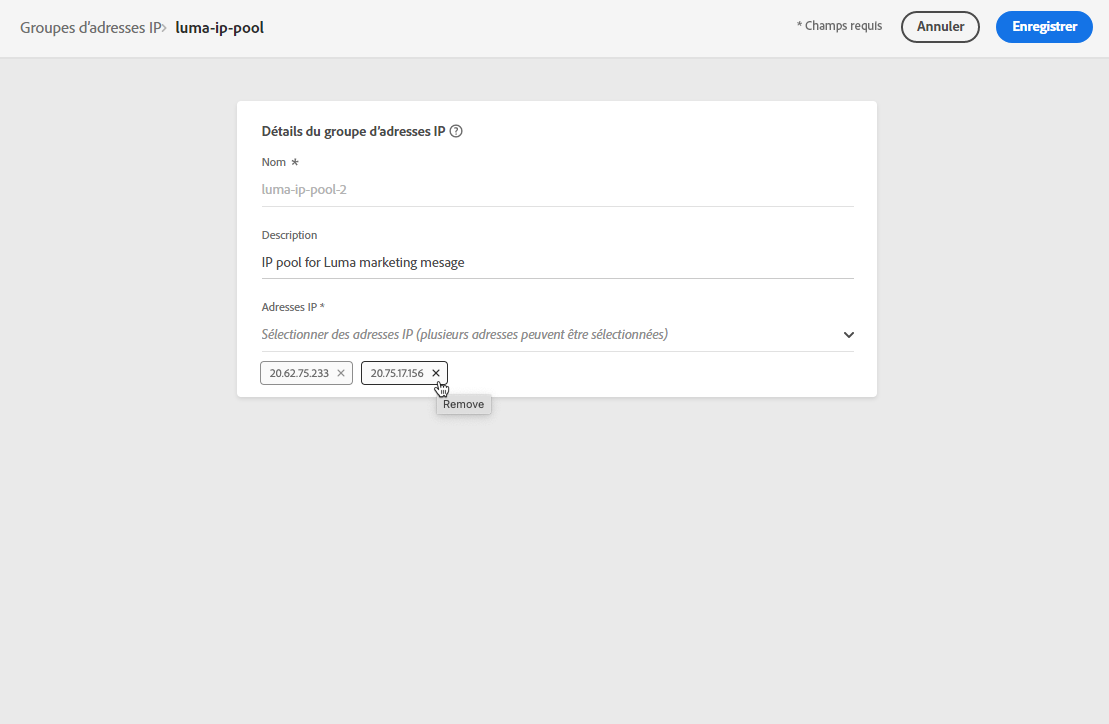 Groupes d'adresses IP› luma-ip-pool
* Champs requis
Annuler
Enregistrer
Détails du groupe d'adresses IP ?
Nom *
luma-ip-pool-2
Description
IP pool for Luma marketing mesage
Adresses IP *
Sélectionner des adresses IP (plusieurs adresses peuvent être sélectionnées)
20.62.75.233 ×
20.75.17.156 ×
Remove